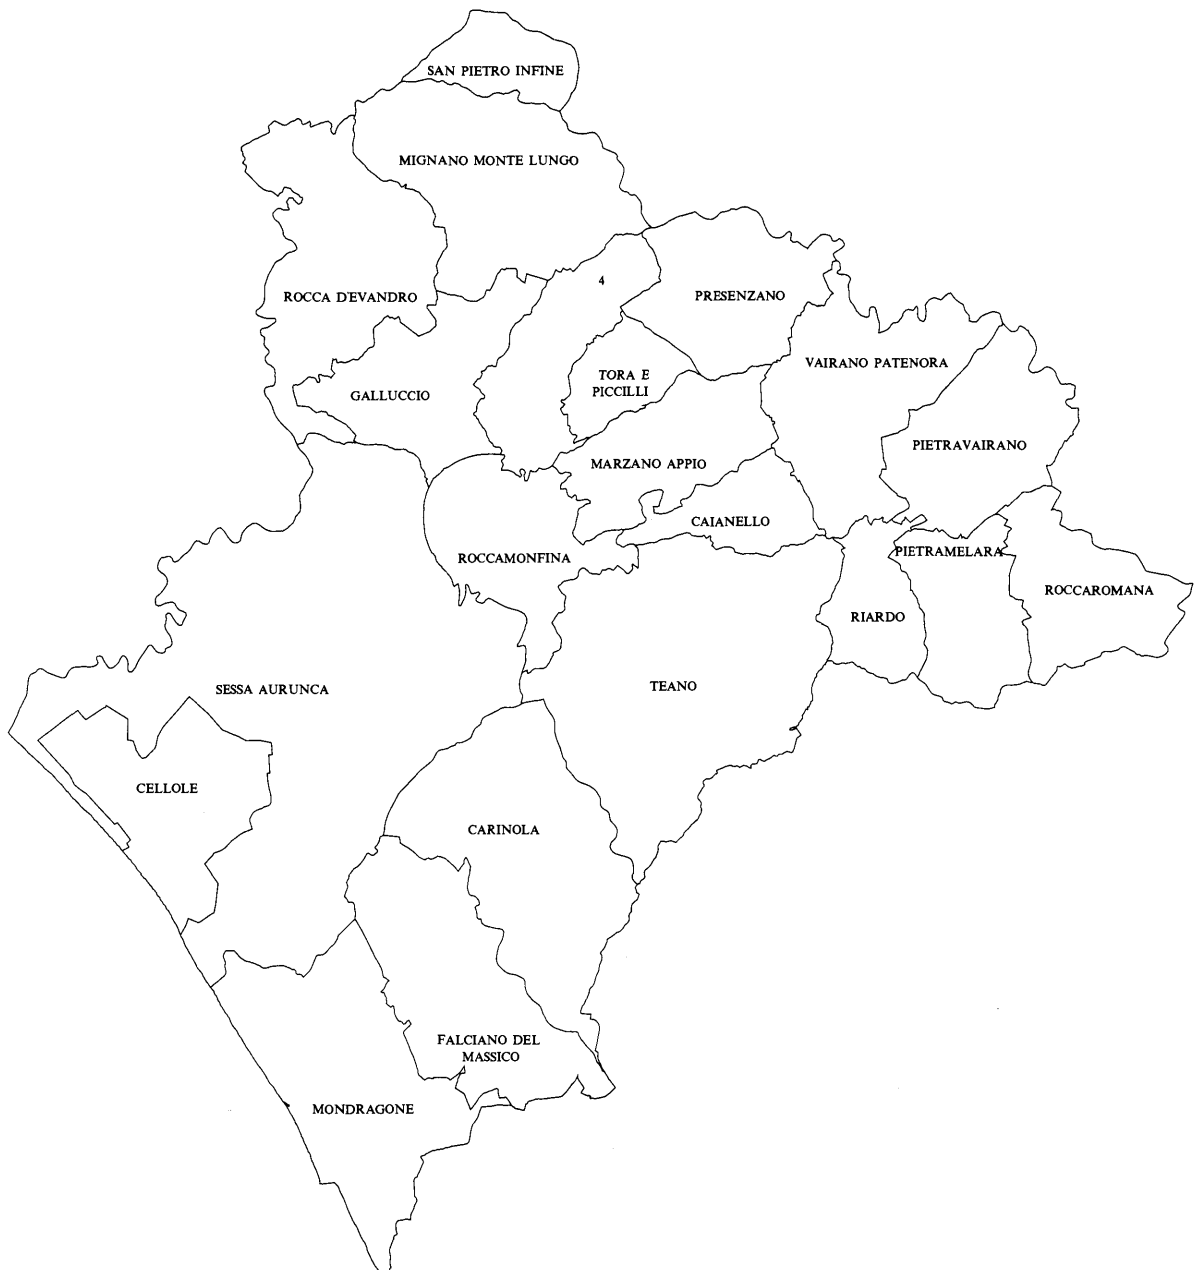 SAN PIETRO INFINE
MIGNANO MONTE LUNGO
4
ROCCA D'EVANDRO
PRESENZANO
VAIRANO PATENORA
TORA E
PICCILLI
GALLUCCIO
PIETRAVAIRANO
MARZANO APPIO
CAIANELLO
PIETRAMELARA
ROCCAMONFINA
ROCCAROMANA
RIARDO
TEANO
SESSA AURUNCA
CELLOLE
CARINOLA
FALCIANO DEL
MASSICO
MONDRAGONE